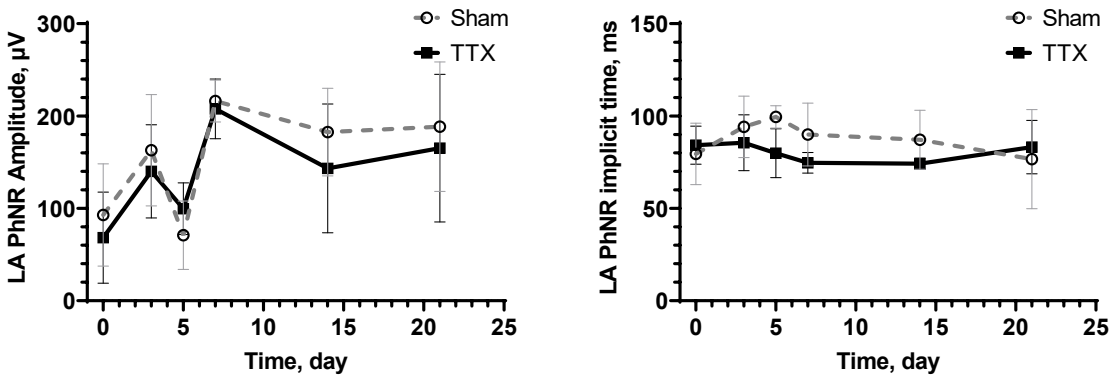 LA PhNR Amplitude, µV
300
200
100
0
0 5 10 15 20 25
Time, day
Sham
TTX
LA PhNR implicit time, ms
150
100
50
0
0 5 10 15 20 25
Time, day
Sham
TTX